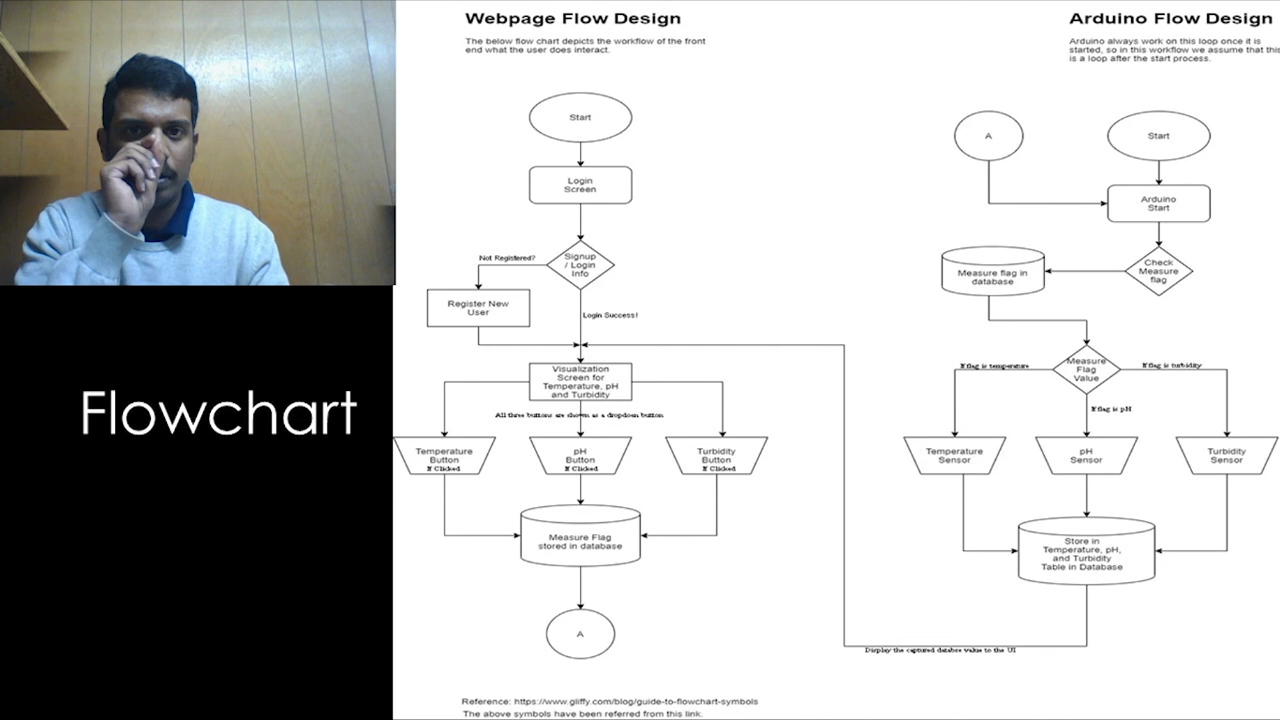 Flowchart
Webpage Flow Design
The below flow chart depicts the workflow of the front
end what the user does interact.
Start
Login
Screen
Signup
/ Login
Info
Not Registered?
Register New
User
Login Success!
Visualization
Screen for
Temperature, pH
and Turbidity
All three buttons are shown as a dropdown button
Temperature
Button
If Clicked
pH
Button
If Clicked
Turbidity
Button
If Clicked
Measure Flag
stored in database
A
Reference: https://www.gliffy.com/blog/guide-to-flowchart-symbols
The above symbols have been referred from this link.
Arduino Flow Design
Arduino always work on this loop once it is
started, so in this workflow we assume that this
is a loop after the start process.
A
Start
Arduino
Start
Check
Measure
flag
Measure flag in
database
Measure
Flag
Value
If flag is temperature
If flag is turbidity
If flag is pH
Temperature
Sensor
pH
Sensor
Turbidity
Sensor
Store in
Temperature, pH,
and Turbidity
Table in Database
Display the captured databse value to the UI